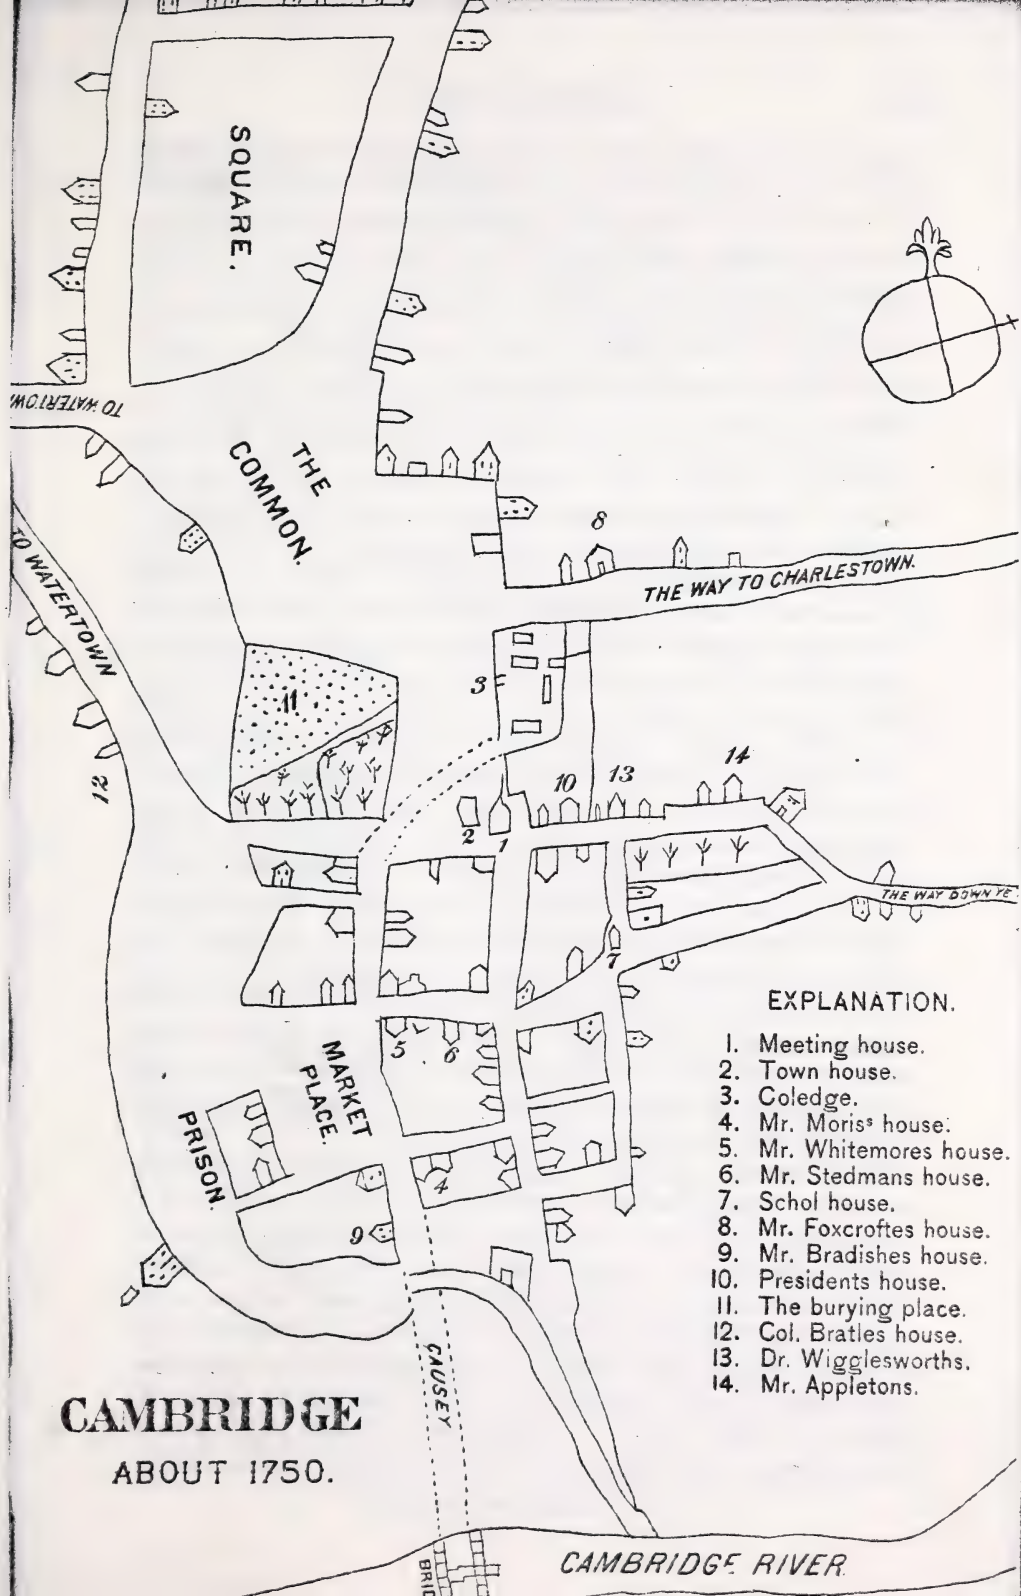 SQUARE.
TO WATERTOWN
THE
COMMON.
TO WATERTOWN
8
THE WAY TO CHARLESTOWN.
3
11
12
14
13
10
2
1
THE WAY DOWN YE
7
5
6
MARKET
PLACE.
PRISON.
4
9
CAUSEY
EXPLANATION.
1. Meeting house.
2. Town house.
3. Coledge.
4. Mr. Moriss house.
5. Mr. Whitemores house.
6. Mr. Stedmans house.
7. Schol house.
8. Mr. Foxcroftes house.
9. Mr. Bradishes house.
10. Presidents house.
11. The burying place.
12. Col. Bratles house.
13. Dr. Wigglesworths.
14. Mr. Appletons.
CAMBRIDGE
ABOUT 1750.
CAMBRIDGE RIVER.